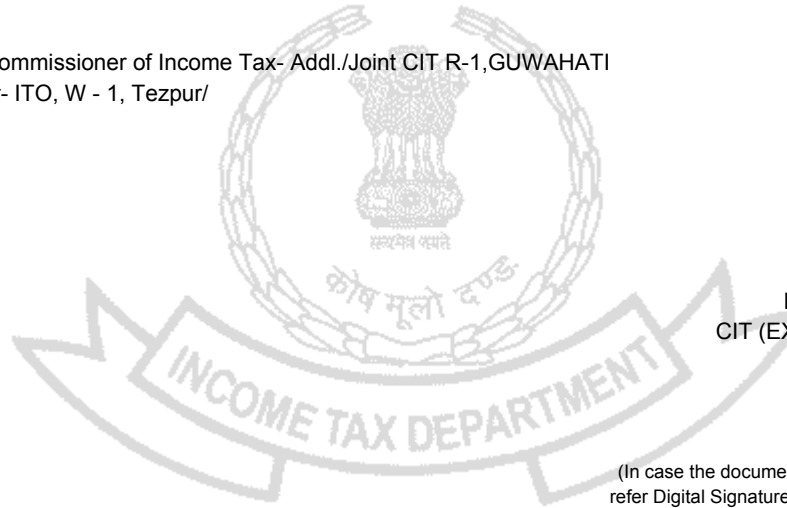 ommissioner of Income Tax- Addl./Joint CIT R-1,GUWAHATI
- ITO, W - 1, Tezpur/
सत्यमेव जयते
कोष मूलो दण्डः
CIT (EX
INCOME TAX DEPARTMENT
(In case the docume
refer Digital Signature